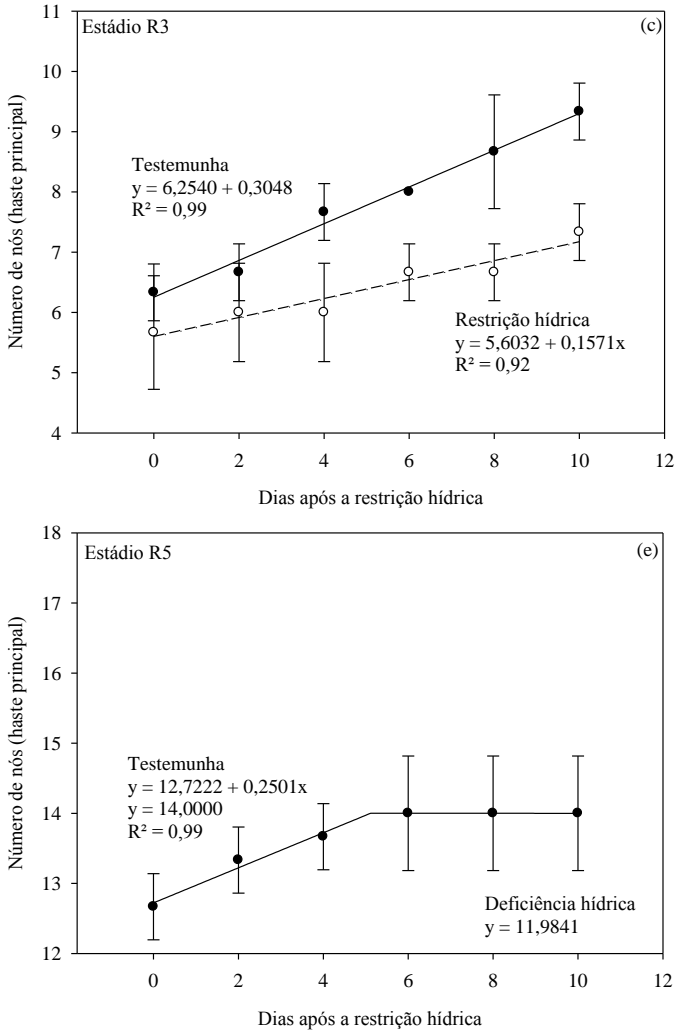 Estádio R3
(c)
11
10
9
8
7
6
5
4
Número de nós (haste principal)
Testemunha
y = 6,2540 + 0,3048
R² = 0,99
Restrição hídrica
y = 5,6032 + 0,1571x
R² = 0,92
0 2 4 6 8 10 12
Dias após a restrição hídrica
Estádio R5
(e)
18
17
16
15
14
13
12
Número de nós (haste principal)
Testemunha
y = 12,7222 + 0,2501x
y = 14,0000
R² = 0,99
Deficiência hídrica
y = 11,9841
0 2 4 6 8 10 12
Dias após a restrição hídrica